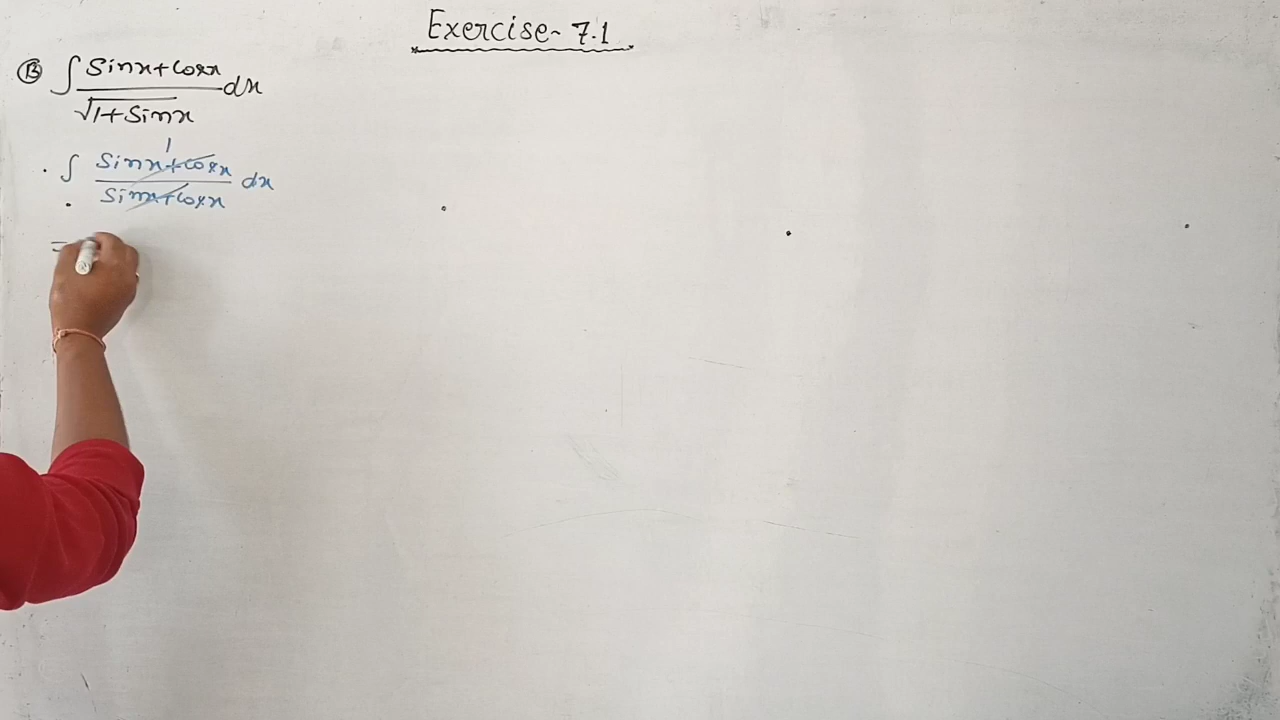 Exercise- 7.1
⑬ ∫ Sinx+Cosx / √1+Sinx dx
∫ Sinx+Cosx / Sinx+Cosx dx 1
=